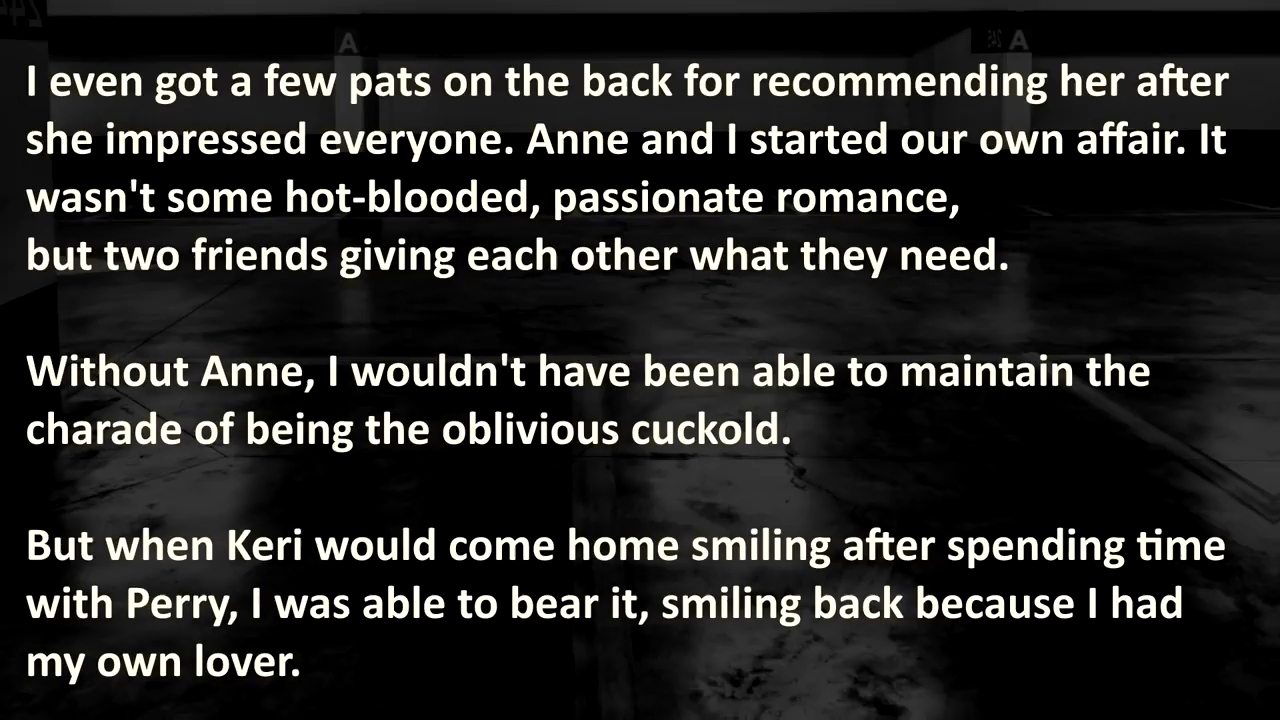 A
A
I even got a few pats on the back for recommending her after
she impressed everyone. Anne and I started our own affair. It
wasn't some hot-blooded, passionate romance,
but two friends giving each other what they need.
Without Anne, I wouldn't have been able to maintain the
charade of being the oblivious cuckold.
But when Keri would come home smiling after spending time
with Perry, I was able to bear it, smiling back because I had
my own lover.